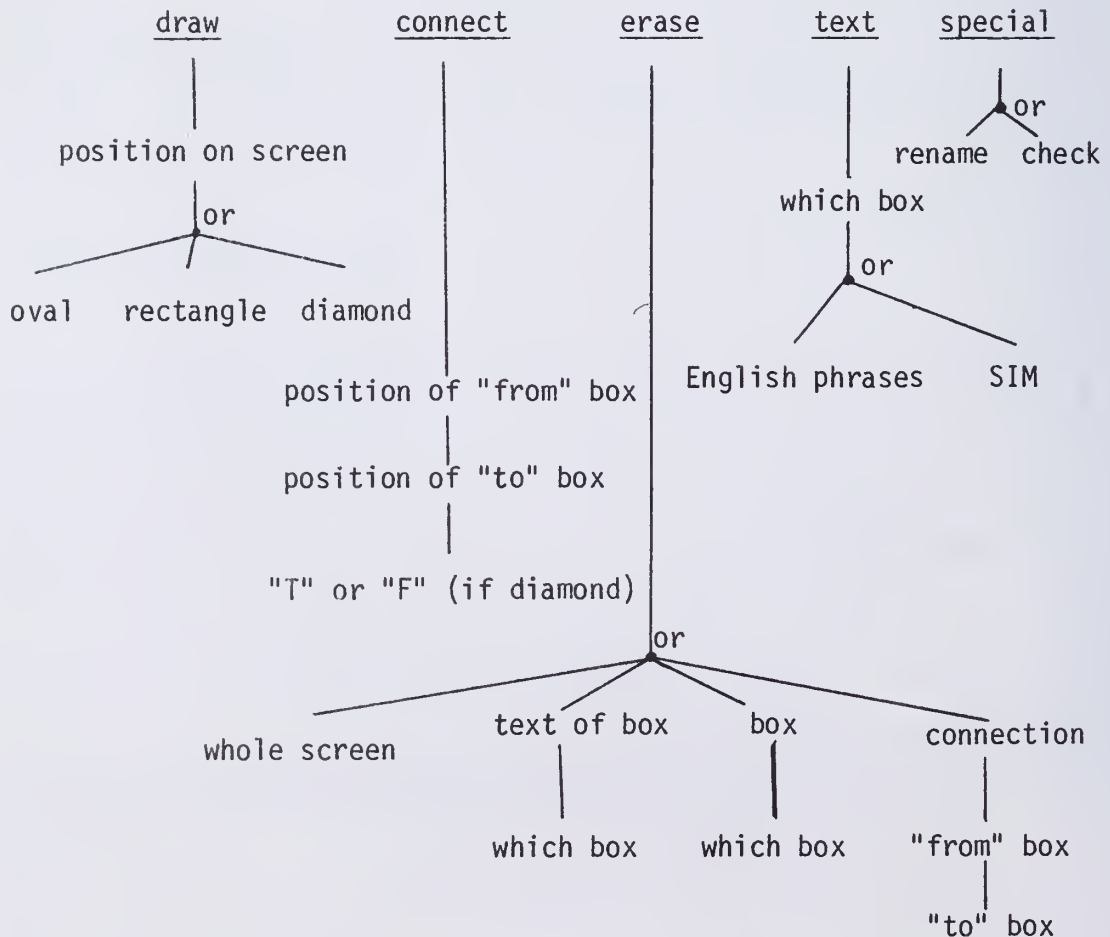 draw connect erase text special
or
position on screen
rename check
which box
or
or
oval rectangle diamond
English phrases SIM
position of "from" box
position of "to" box
"T" or "F" (if diamond)
or
whole screen
text of box
box
connection
which box
which box
"from" box
"to" box